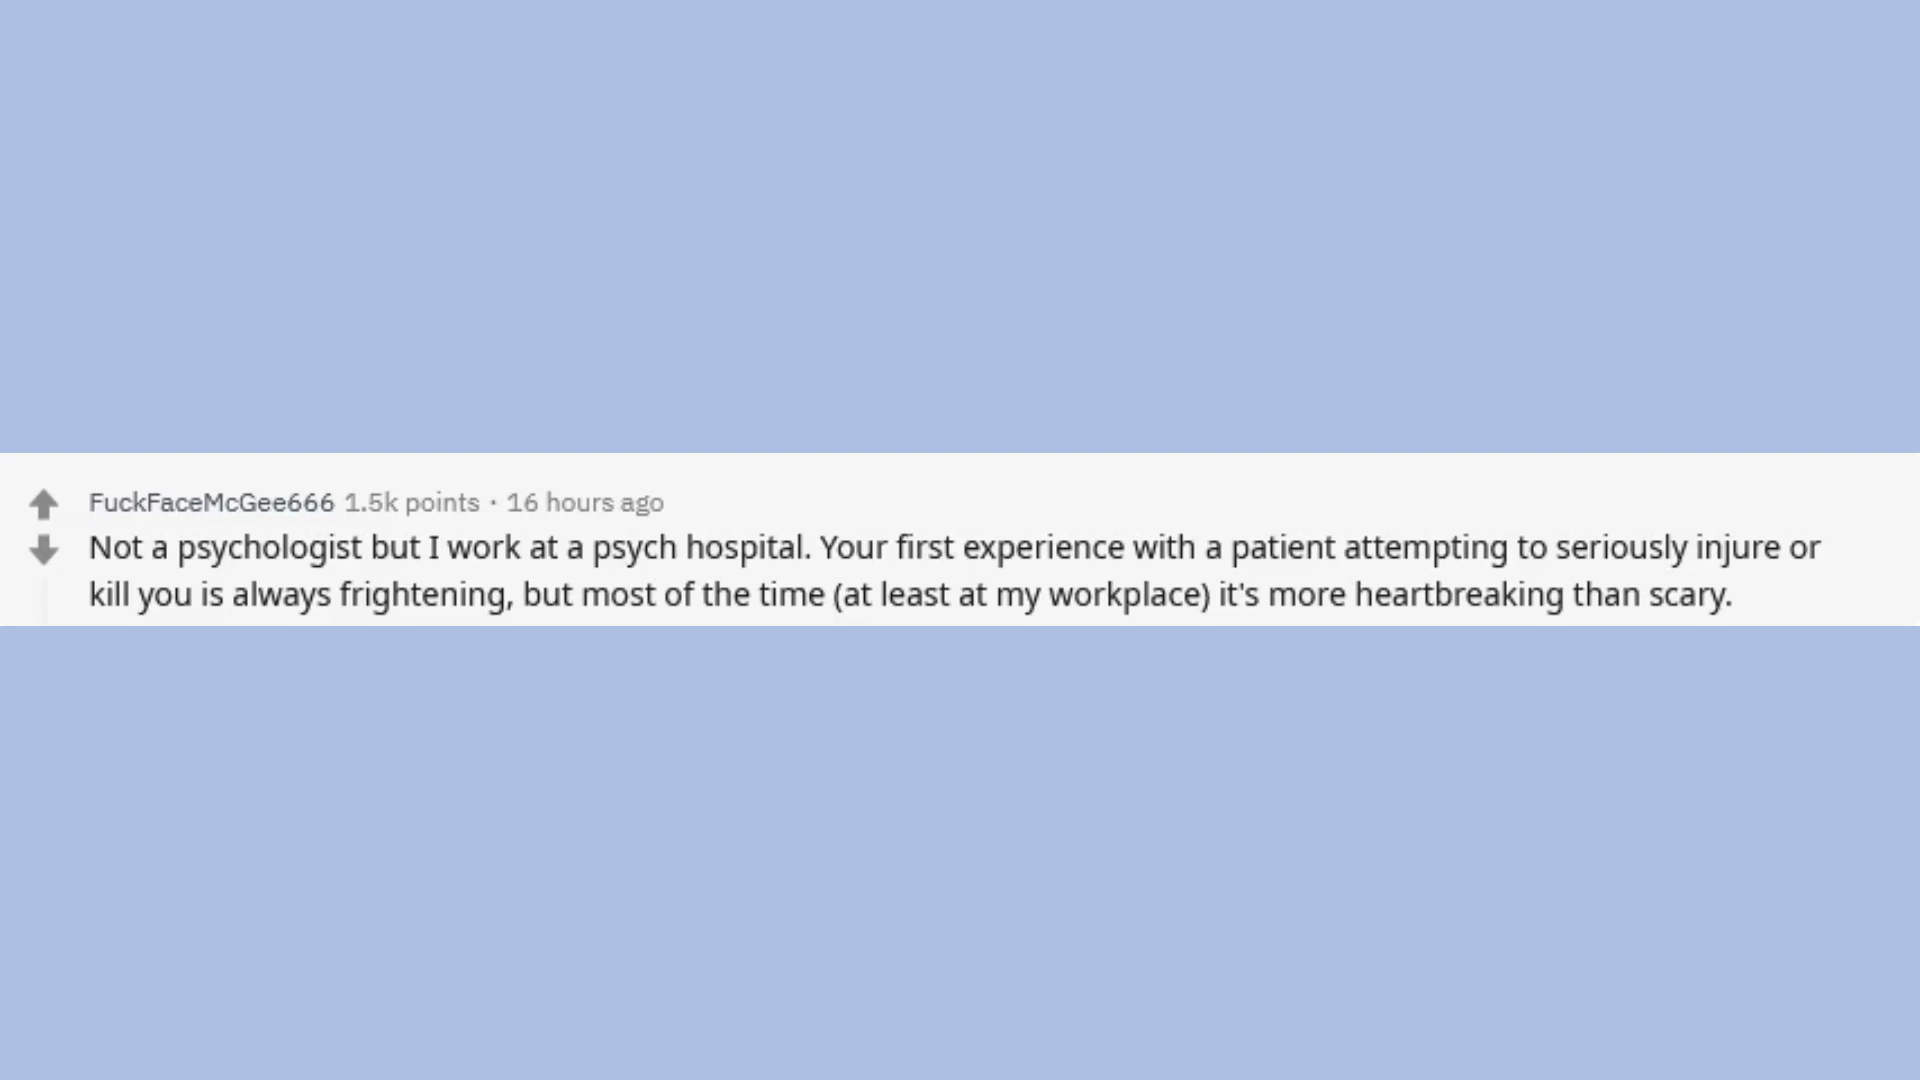 FuckFaceMcGee666 1.5k points · 16 hours ago
Not a psychologist but I work at a psych hospital. Your first experience with a patient attempting to seriously injure or
kill you is always frightening, but most of the time (at least at my workplace) it's more heartbreaking than scary.